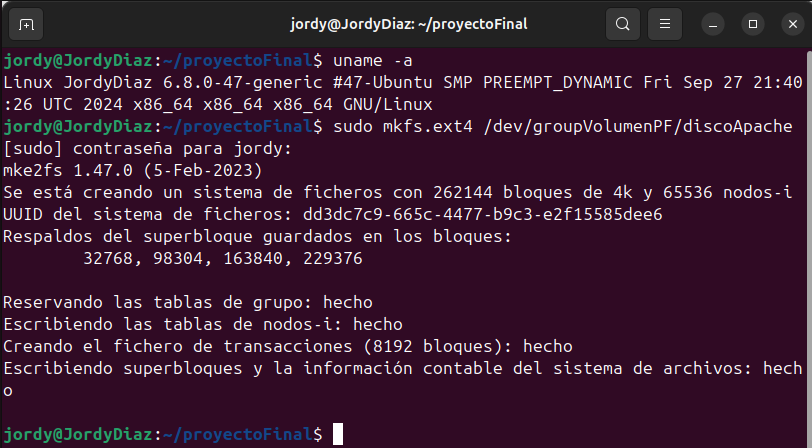 jordy@JordyDiaz: ~/proyectoFinal
jordy@JordyDiaz:~/proyectoFinal$ uname -a
Linux JordyDiaz 6.8.0-47-generic #47-Ubuntu SMP PREEMPT_DYNAMIC Fri Sep 27 21:40
:26 UTC 2024 x86_64 x86_64 x86_64 GNU/Linux
jordy@JordyDiaz:~/proyectoFinal$ sudo mkfs.ext4 /dev/groupVolumenPF/discoApache
[sudo] contraseña para jordy:
mke2fs 1.47.0 (5-Feb-2023)
Se está creando un sistema de ficheros con 262144 bloques de 4k y 65536 nodos-i
UUID del sistema de ficheros: dd3dc7c9-665c-4477-b9c3-e2f15585dee6
Respaldos del superbloque guardados en los bloques:
32768, 98304, 163840, 229376
Reservando las tablas de grupo: hecho
Escribiendo las tablas de nodos-i: hecho
Creando el fichero de transacciones (8192 bloques): hecho
Escribiendo superbloques y la información contable del sistema de archivos: hech
o
jordy@JordyDiaz:~/proyectoFinal$